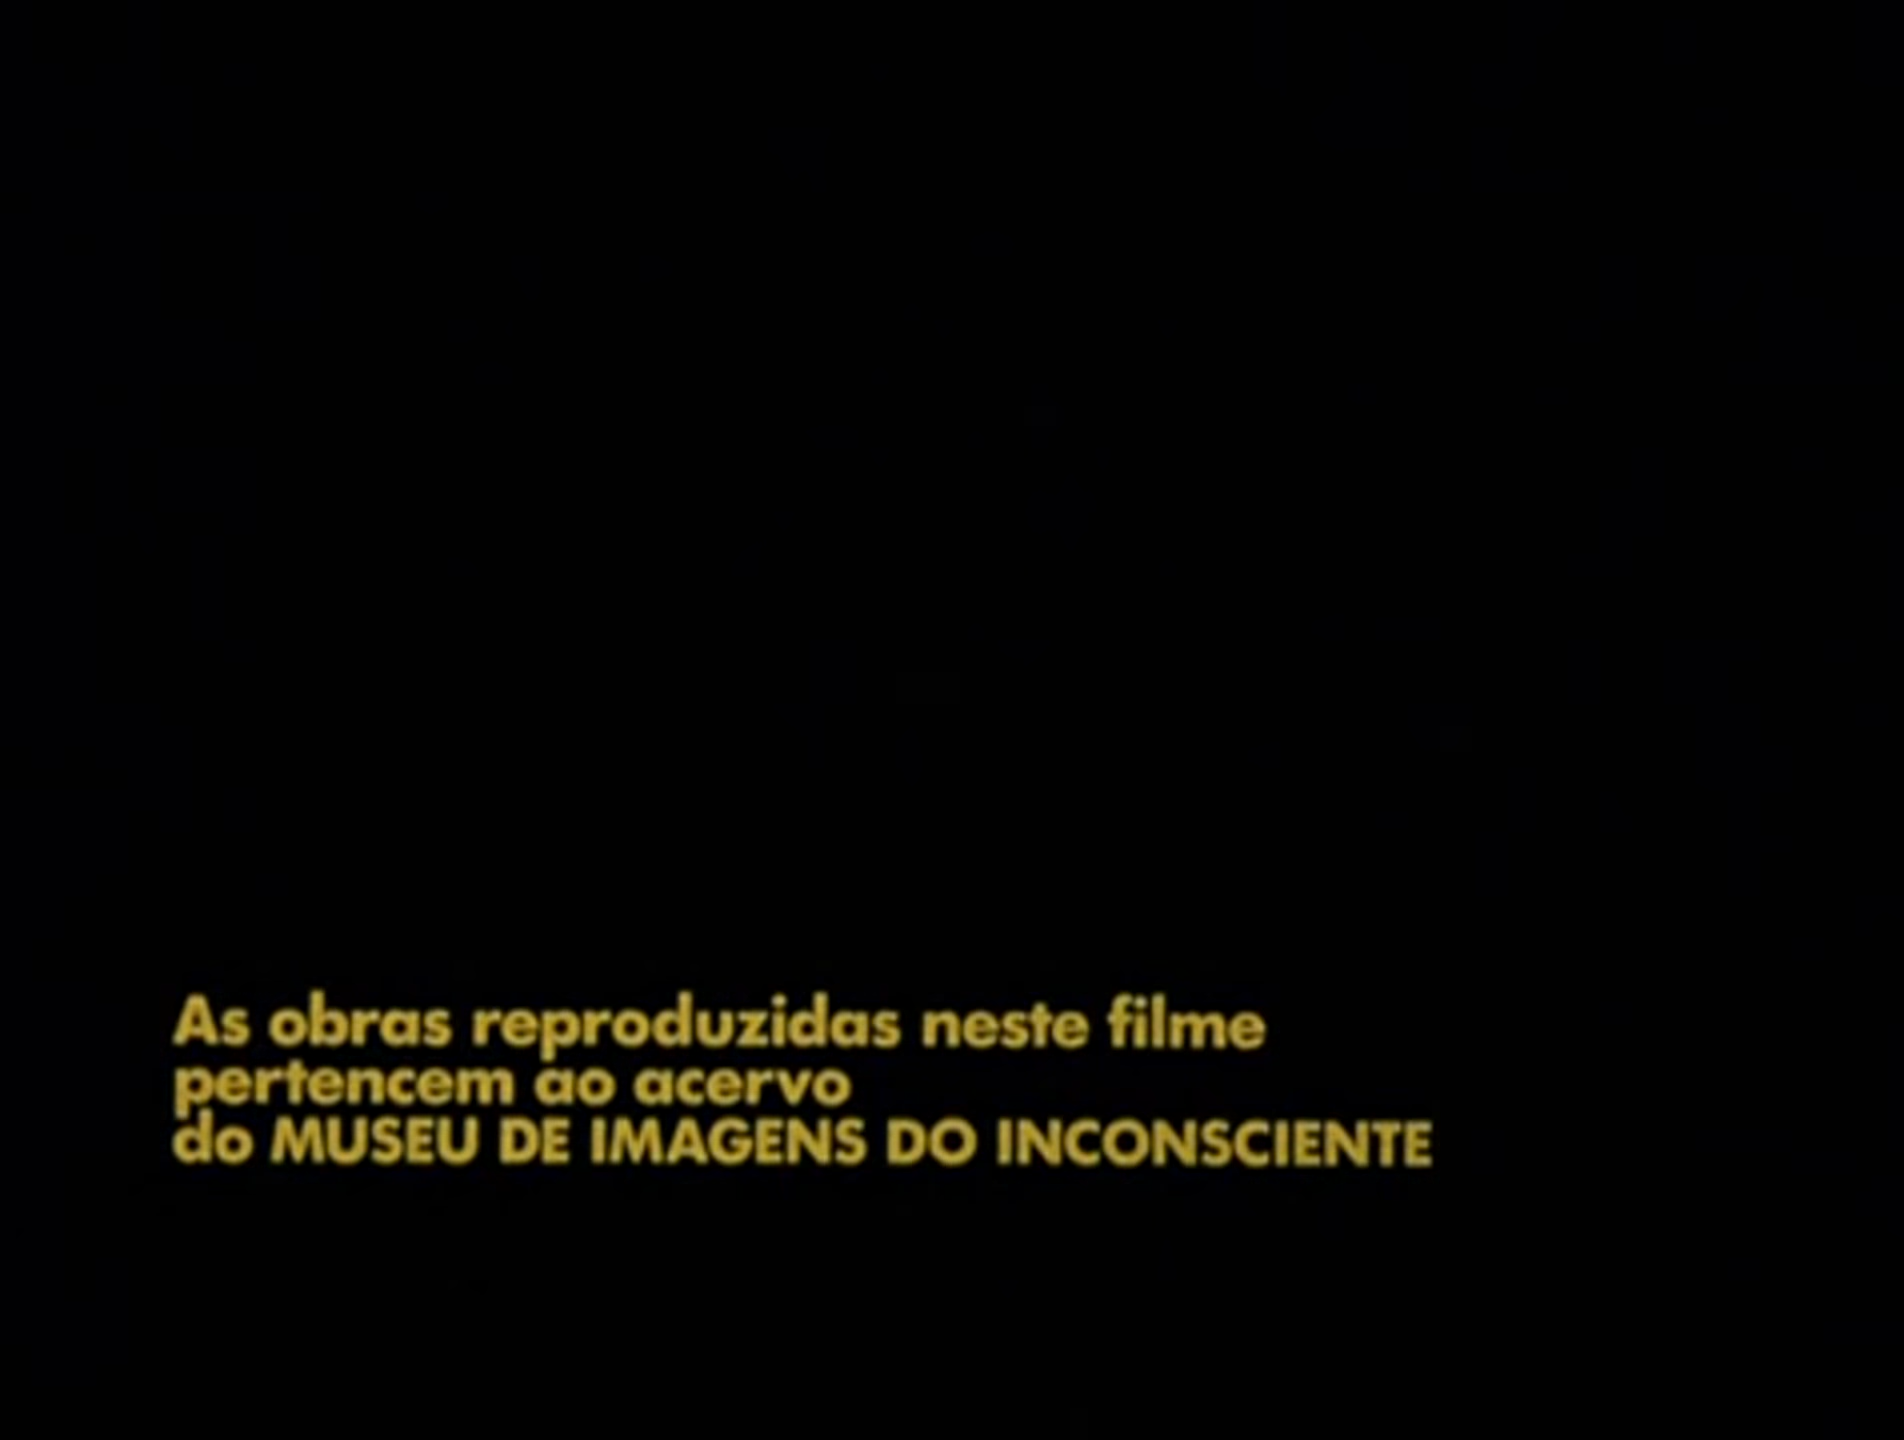 As obras reproduzidas neste filme
pertencem ao acervo
do MUSEU DE IMAGENS DO INCONSCIENTE